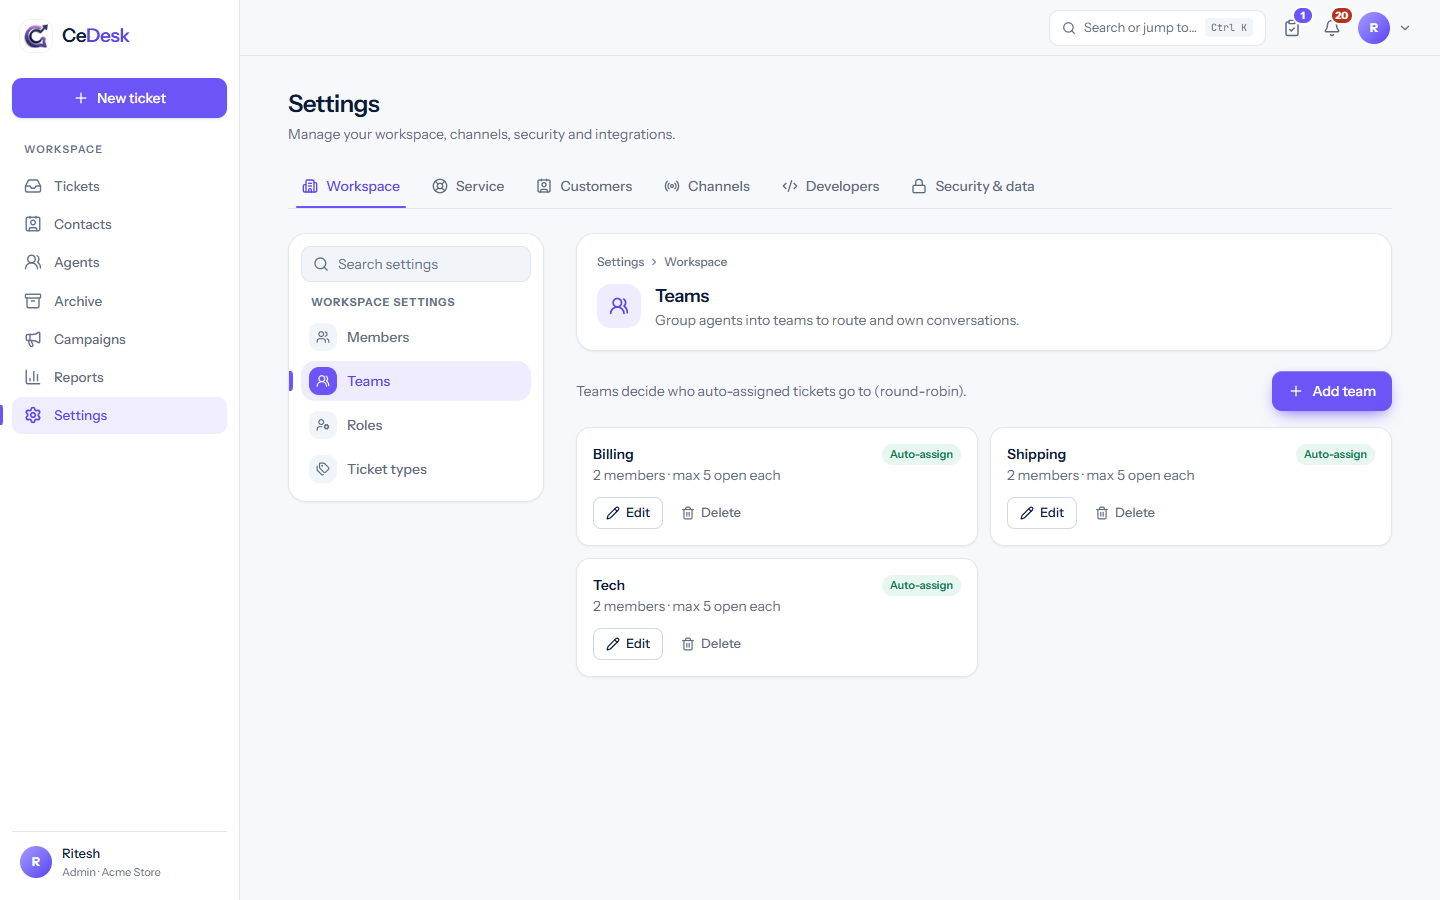 CeDesk
Search or jump to... Ctrl K
1
20
R
New ticket
WORKSPACE
Tickets
Contacts
Agents
Archive
Campaigns
Reports
Settings
Settings
Manage your workspace, channels, security and integrations.
Workspace
Service
Customers
Channels
Developers
Security & data
Search settings
WORKSPACE SETTINGS
Members
Teams
Roles
Ticket types
Settings > Workspace
Teams
Group agents into teams to route and own conversations.
Teams decide who auto-assigned tickets go to (round-robin).
Add team
Billing
Auto-assign
2 members · max 5 open each
Edit
Delete
Shipping
Auto-assign
2 members · max 5 open each
Edit
Delete
Tech
Auto-assign
2 members · max 5 open each
Edit
Delete
R
Ritesh
Admin · Acme Store